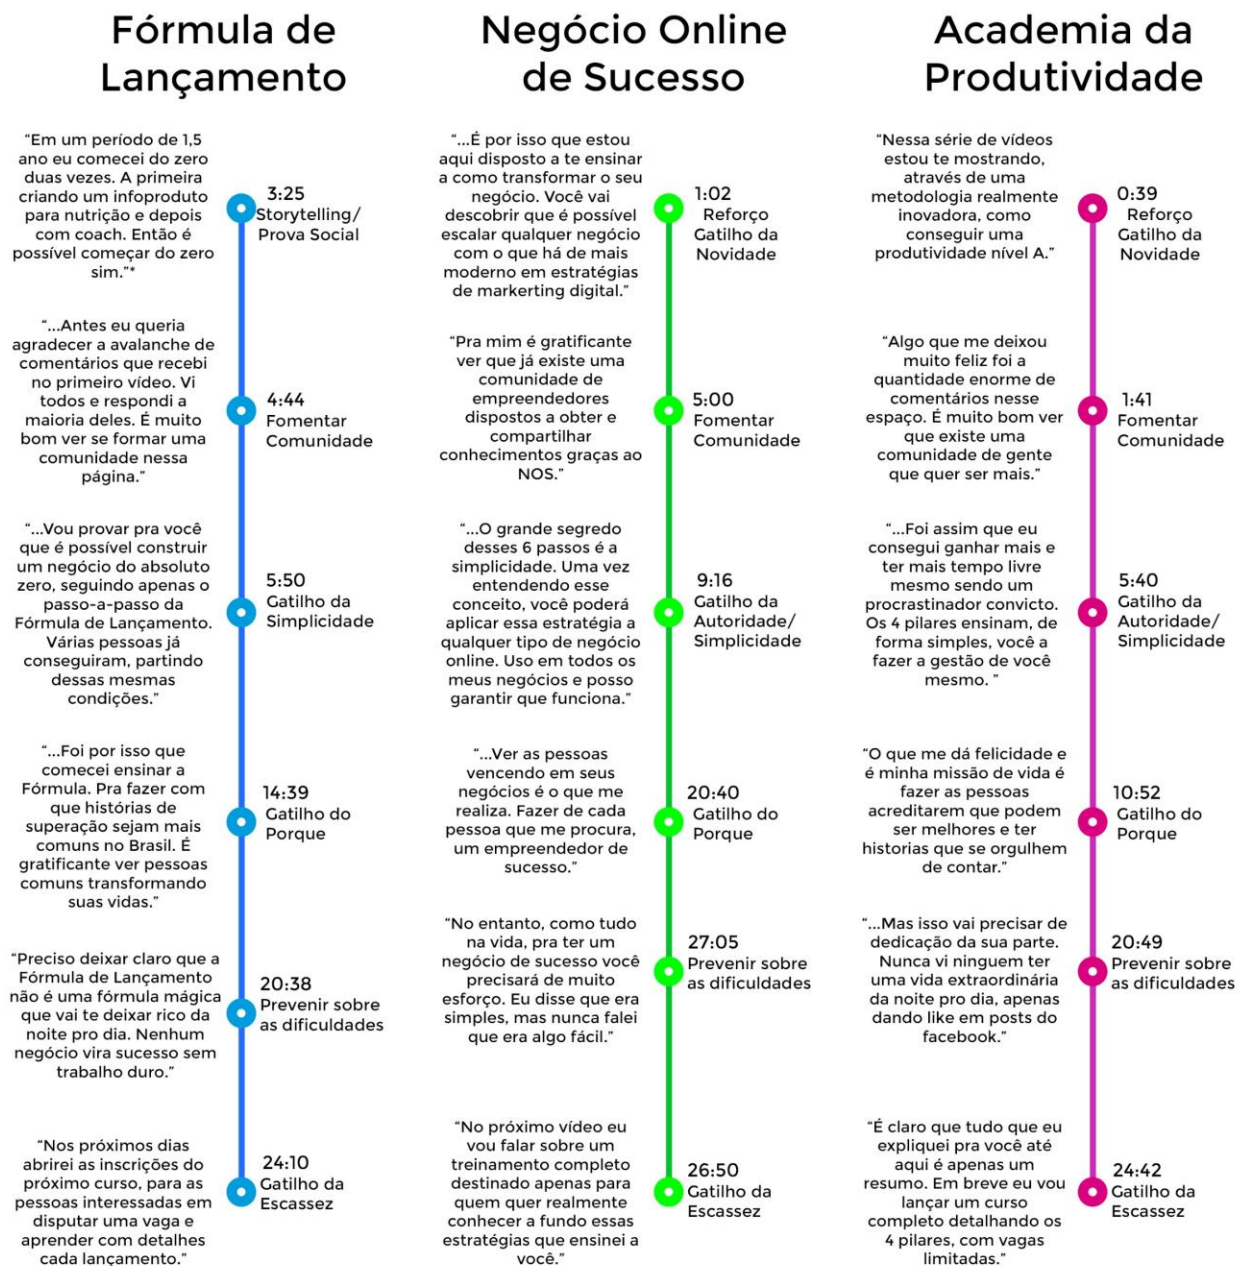 Fórmula de
Lançamento
"Em um período de 1,5
ano eu comecei do zero
duas vezes. A primeira
criando um infoproduto
para nutrição e depois
com coach. Então é
possível começar do zero
sim."*
3:25
Storytelling/
Prova Social
"...Antes eu queria
agradecer a avalanche de
comentários que recebi
no primeiro vídeo. Vi
todos e respondi a
maioria deles. É muito
bom ver se formar uma
comunidade nessa
página."
4:44
Fomentar
Comunidade
"...Vou provar pra você
que é possível construir
um negócio do absoluto
zero, seguindo apenas o
passo-a-passo da
Fórmula de Lançamento.
Várias pessoas já
conseguiram, partindo
dessas mesmas
condições."
5:50
Gatilho da
Simplicidade
"...Foi por isso que
comecei ensinar a
Fórmula. Pra fazer com
que histórias de
superação sejam mais
comuns no Brasil. É
gratificante ver pessoas
comuns transformando
suas vidas."
14:39
Gatilho do
Porque
"Preciso deixar claro que a
Fórmula de Lançamento
não é uma fórmula mágica
que vai te deixar rico da
noite pro dia. Nenhum
negócio vira sucesso sem
trabalho duro."
20:38
Prevenir sobre
as dificuldades
"Nos próximos dias
abrirei as inscrições do
próximo curso, para as
pessoas interessadas em
disputar uma vaga e
aprender com detalhes
cada lançamento."
24:10
Gatilho da
Escassez
Negócio Online
de Sucesso
"...É por isso que estou
aqui disposto a te ensinar
a como transformar o seu
negócio. Você vai
descobrir que é possível
escalar qualquer negócio
com o que há de mais
moderno em estratégias
de markerting digital."
1:02
Reforço
Gatilho da
Novidade
"Pra mim é gratificante
ver que já existe uma
comunidade de
empreendedores
dispostos a obter e
compartilhar
conhecimentos graças ao
NOS."
5:00
Fomentar
Comunidade
"...O grande segredo
desses 6 passos é a
simplicidade. Uma vez
entendendo esse
conceito, você poderá
aplicar essa estratégia a
qualquer tipo de negócio
online. Uso em todos os
meus negócios e posso
garantir que funciona."
9:16
Gatilho da
Autoridade/
Simplicidade
"...Ver as pessoas
vencendo em seus
negócios é o que me
realiza. Fazer de cada
pessoa que me procura,
um empreendedor de
sucesso."
20:40
Gatilho do
Porque
"No entanto, como tudo
na vida, pra ter um
negócio de sucesso você
precisará de muito
esforço. Eu disse que era
simples, mas nunca falei
que era algo fácil."
27:05
Prevenir sobre
as dificuldades
"No próximo vídeo eu
vou falar sobre um
treinamento completo
destinado apenas para
quem quer realmente
conhecer a fundo essas
estratégias que ensinei a
você."
26:50
Gatilho da
Escassez
Academia da
Produtividade
"Nessa série de vídeos
estou te mostrando,
através de uma
metodologia realmente
inovadora, como
conseguir uma
produtividade nível A."
0:39
Reforço
Gatilho da
Novidade
"Algo que me deixou
muito feliz foi a
quantidade enorme de
comentários nesse
espaço. É muito bom ver
que existe uma
comunidade de gente
que quer ser mais."
1:41
Fomentar
Comunidade
"...Foi assim que eu
consegui ganhar mais e
ter mais tempo livre
mesmo sendo um
procrastinador convicto.
Os 4 pilares ensinam, de
forma simples, você a
fazer a gestão de você
mesmo. "
5:40
Gatilho da
Autoridade/
Simplicidade
"O que me dá felicidade e
é minha missão de vida é
fazer as pessoas
acreditarem que podem
ser melhores e ter
historias que se orgulhem
de contar."
10:52
Gatilho do
Porque
"...Mas isso vai precisar de
dedicação da sua parte.
Nunca vi ninguem ter
uma vida extraordinária
da noite pro dia, apenas
dando like em posts do
facebook."
20:49
Prevenir sobre
as dificuldades
"É claro que tudo que eu
expliquei pra você até
aqui é apenas um
resumo. Em breve eu vou
lançar um curso
completo detalhando os
4 pilares, com vagas
limitadas."
24:42
Gatilho da
Escassez